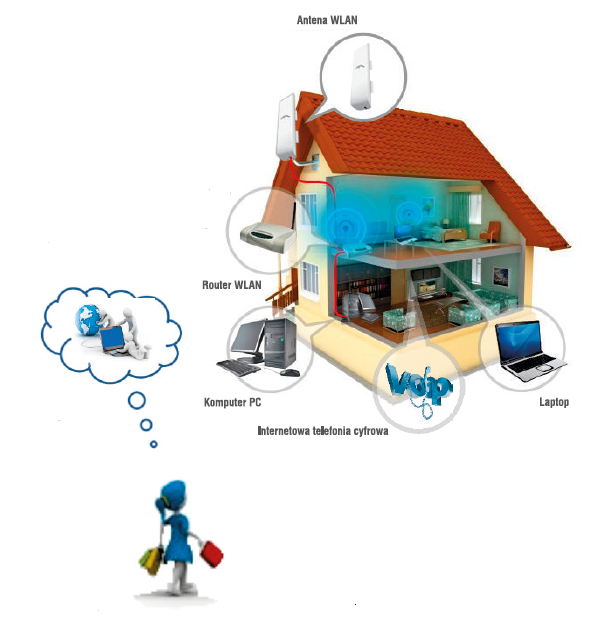 Antena WLAN
Router WLAN
Komputer PC
Voip
Laptop
Internetowa telefonia cyfrowa